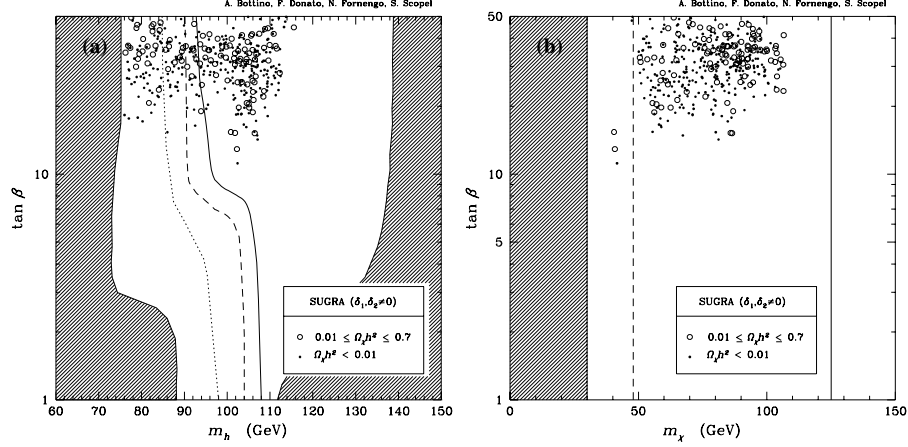 A. Bottino, F. Donato, N. Fornengo, S. Scopel
(a)
tan β
10
1
60 70 80 90 100 110 120 130 140 150
m_h (GeV)
SUGRA (δ₁,δ₂≠0)
0.01 ≤ Ω_χh² ≤ 0.7
Ω_χh² < 0.01
A. Bottino, F. Donato, N. Fornengo, S. Scopel
(b)
tan β
50
10
5
1
0 50 100 150
m_χ (GeV)
SUGRA (δ₁,δ₂≠0)
0.01 ≤ Ω_χh² ≤ 0.7
Ω_χh² < 0.01